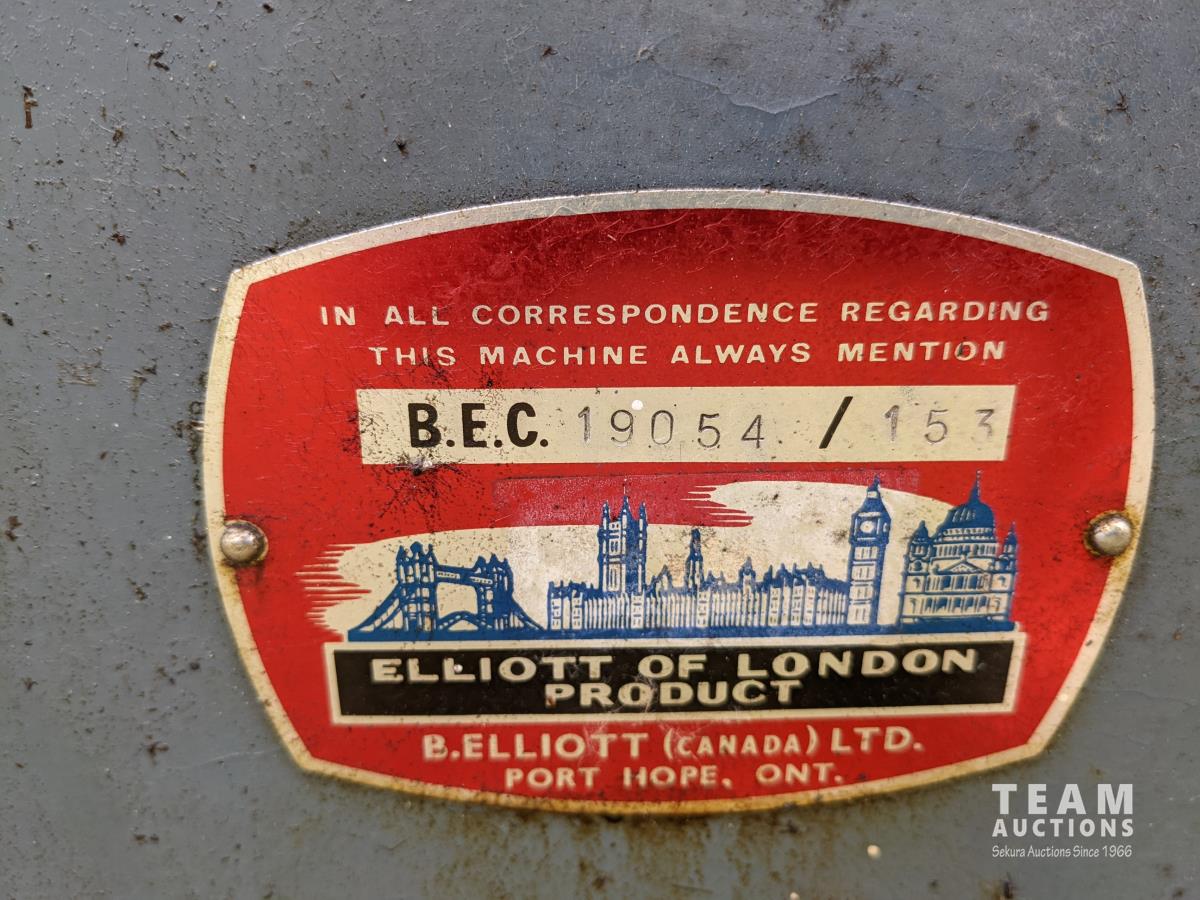 IN ALL CORRESPONDENCE REGARDING
THIS MACHINE ALWAYS MENTION
B.E.C. 19054 / 153
ELLIOTT OF LONDON
PRODUCT
B.ELLIOTT (CANADA) LTD.
PORT HOPE, ONT.
TEAM
AUCTIONS
Sekura Auctions Since 1966